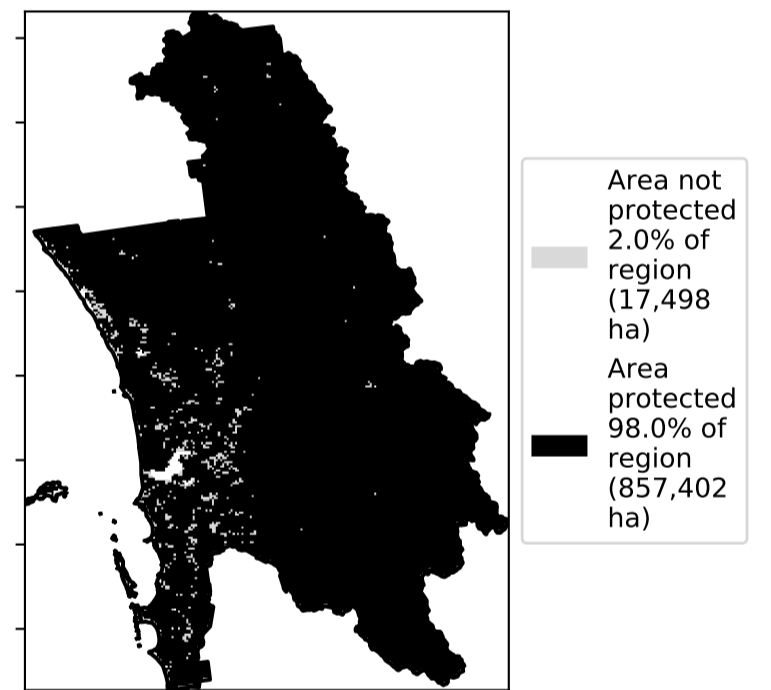 Area not
protected
2.0% of
region
(17,498
ha)
Area
protected
98.0% of
region
(857,402
ha)